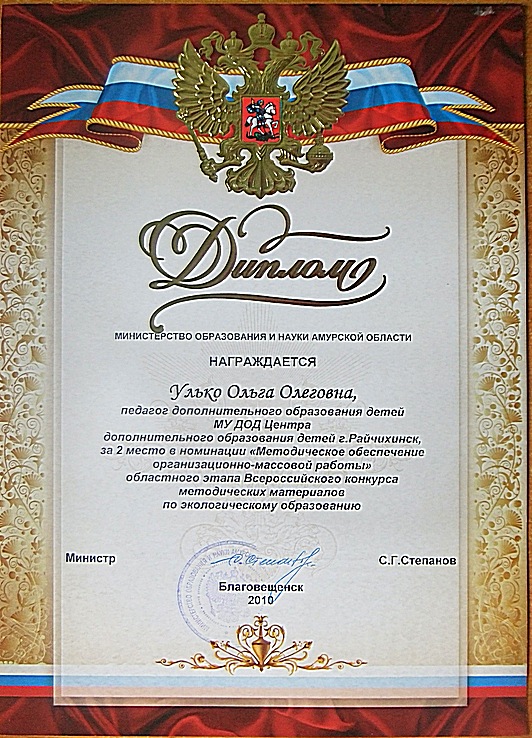 Диплом
МИНИСТЕРСТВО ОБРАЗОВАНИЯ И НАУКИ АМУРСКОЙ ОБЛАСТИ
НАГРАЖДАЕТСЯ
Улько Ольга Олеговна,
педагог дополнительного образования детей
МУ ДОД Центра
дополнительного образования детей г.Райчихинск,
за 2 место в номинации «Методическое обеспечение
организационно-массовой работы»
областного этапа Всероссийского конкурса
методических материалов
по экологическому образованию
Министр С.Г.Степанов
Благовещенск
2010